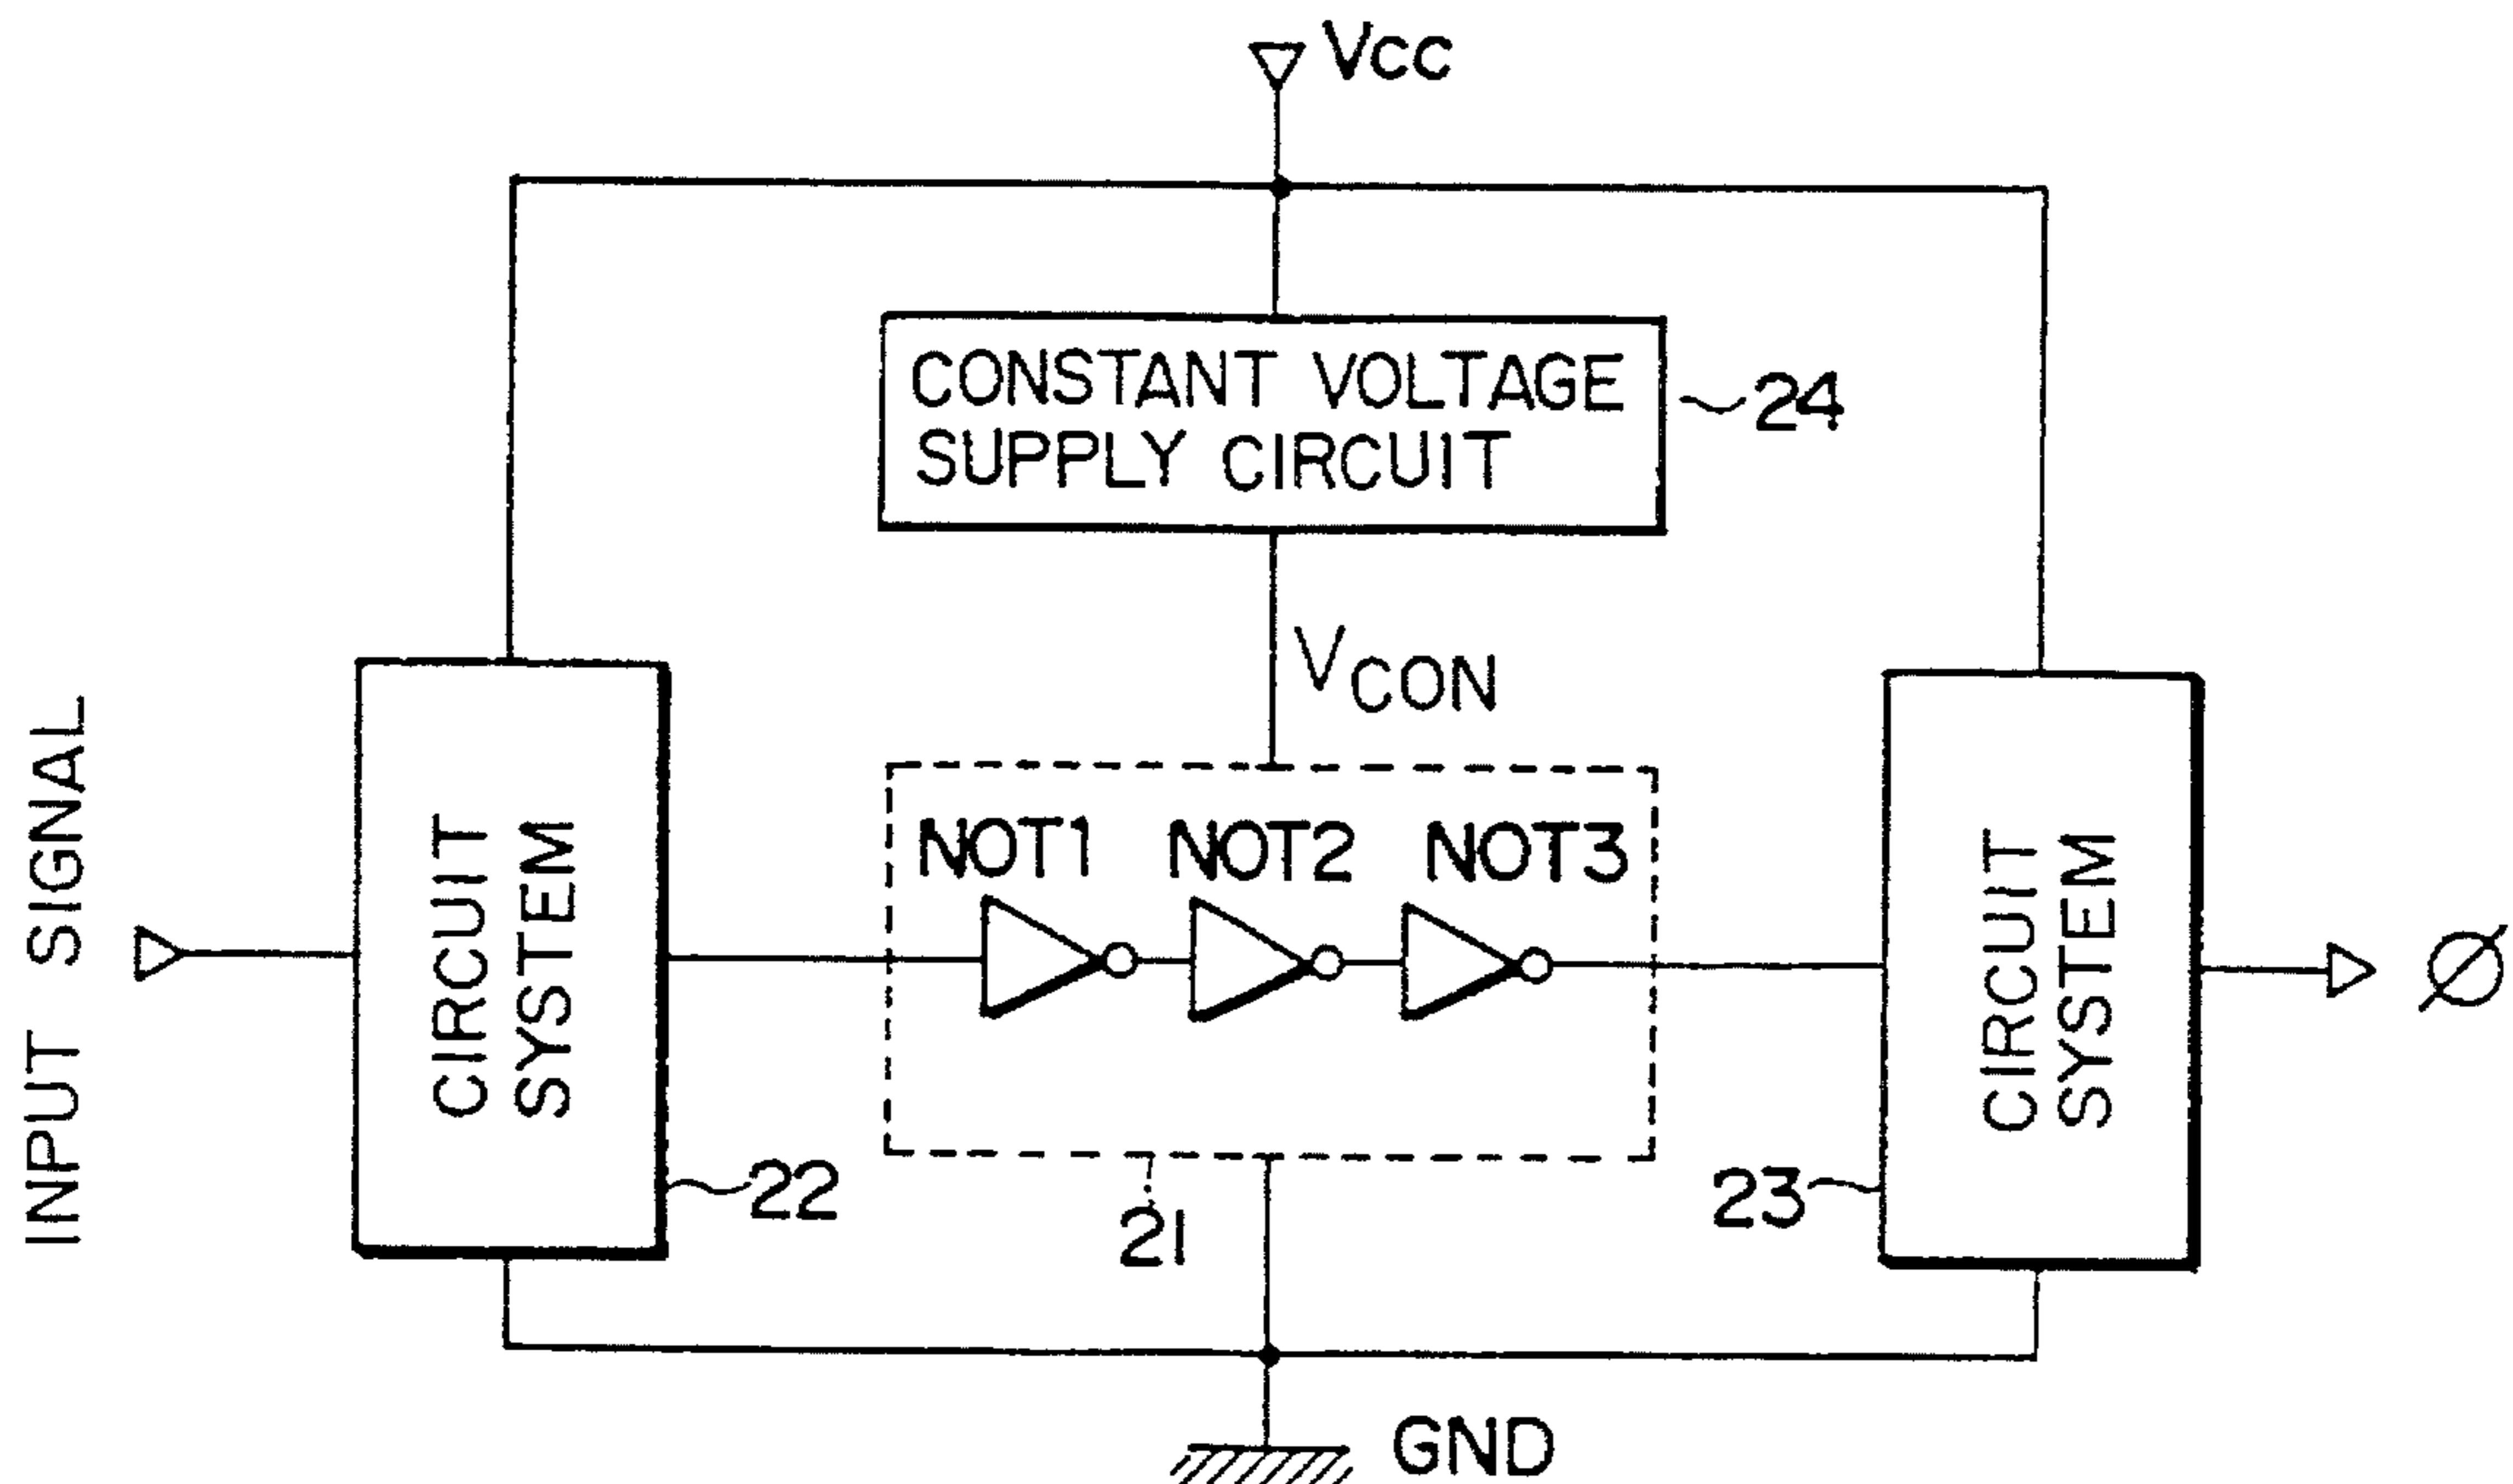 Vcc
CONSTANT VOLTAGE
SUPPLY CIRCUIT
24
VCON
INPUT SIGNAL
CIRCUIT
SYSTEM
22
NOT1 NOT2 NOT3
21
CIRCUIT
SYSTEM
23
Ø
GND